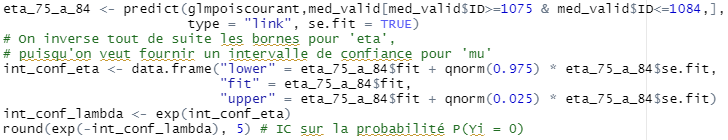 eta_75_a_84 <- predict(glmpoiscourant,med_valid[med_valid$ID>=1075 & med_valid$ID<=1084,],
type = "link", se.fit = TRUE)
# On inverse tout de suite les bornes pour 'eta',
# puisqu'on veut fournir un intervalle de confiance pour 'mu'
int_conf_eta <- data.frame("lower" = eta_75_a_84$fit + qnorm(0.975) * eta_75_a_84$se.fit,
"fit" = eta_75_a_84$fit,
"upper" = eta_75_a_84$fit + qnorm(0.025) * eta_75_a_84$se.fit)
int_conf_lambda <- exp(int_conf_eta)
round(exp(-int_conf_lambda), 5) # IC sur la probabilité P(Yi = 0)